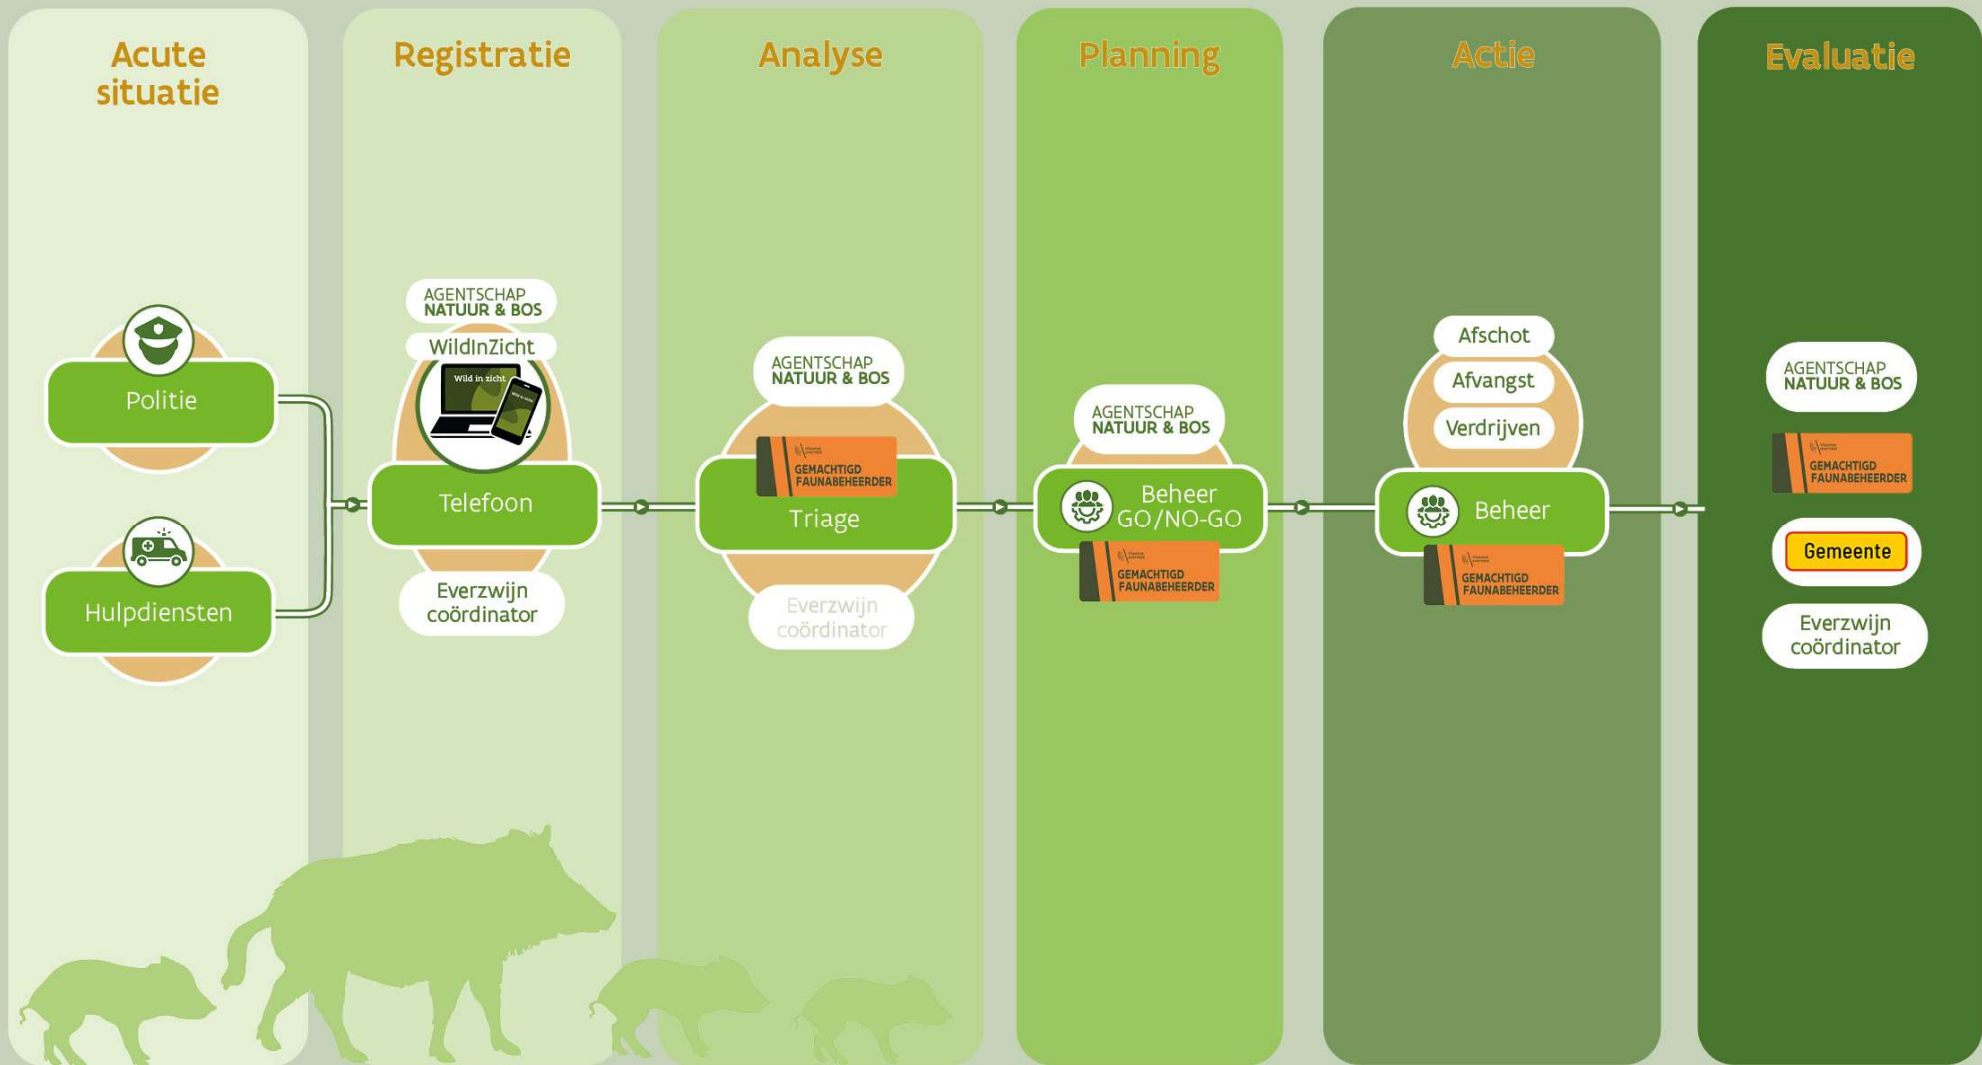 Acute
situatie
Politie
Hulpdiensten
Registratie
AGENTSCHAP
NATUUR & BOS
WildInZicht
Wild in zicht
Telefoon
Everzwijn
coördinator
Analyse
AGENTSCHAP
NATUUR & BOS
GEMACHTIGD
FAUNABEHEERDER
Triage
Everzwijn
coördinator
Planning
AGENTSCHAP
NATUUR & BOS
Beheer
GO/NO-GO
GEMACHTIGD
FAUNABEHEERDER
Actie
Afschot
Afvangst
Verdrijven
Beheer
GEMACHTIGD
FAUNABEHEERDER
Evaluatie
AGENTSCHAP
NATUUR & BOS
GEMACHTIGD
FAUNABEHEERDER
Gemeente
Everzwijn
coördinator